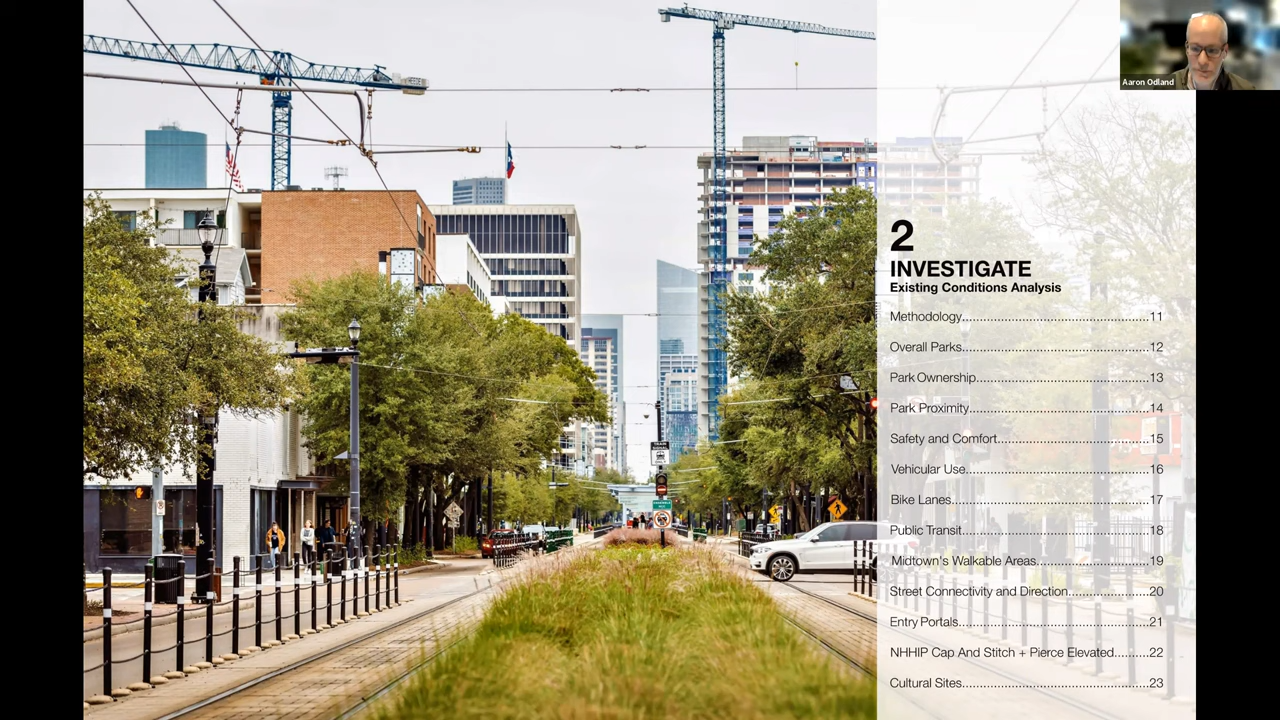 Aaron Odland
2
INVESTIGATE
Existing Conditions Analysis
Methodology..........................................................11
Overall Parks..........................................................12
Park Ownership......................................................13
Park Proximity........................................................14
Safety and Comfort................................................15
Vehicular Use.........................................................16
Bike Lanes.............................................................17
Public Transit..........................................................18
Midtown's Walkable Areas.....................................19
Street Connectivity and Direction...........................20
Entry Portals...........................................................21
NHHIP Cap And Stitch + Pierce Elevated..........22
Cultural Sites..........................................................23